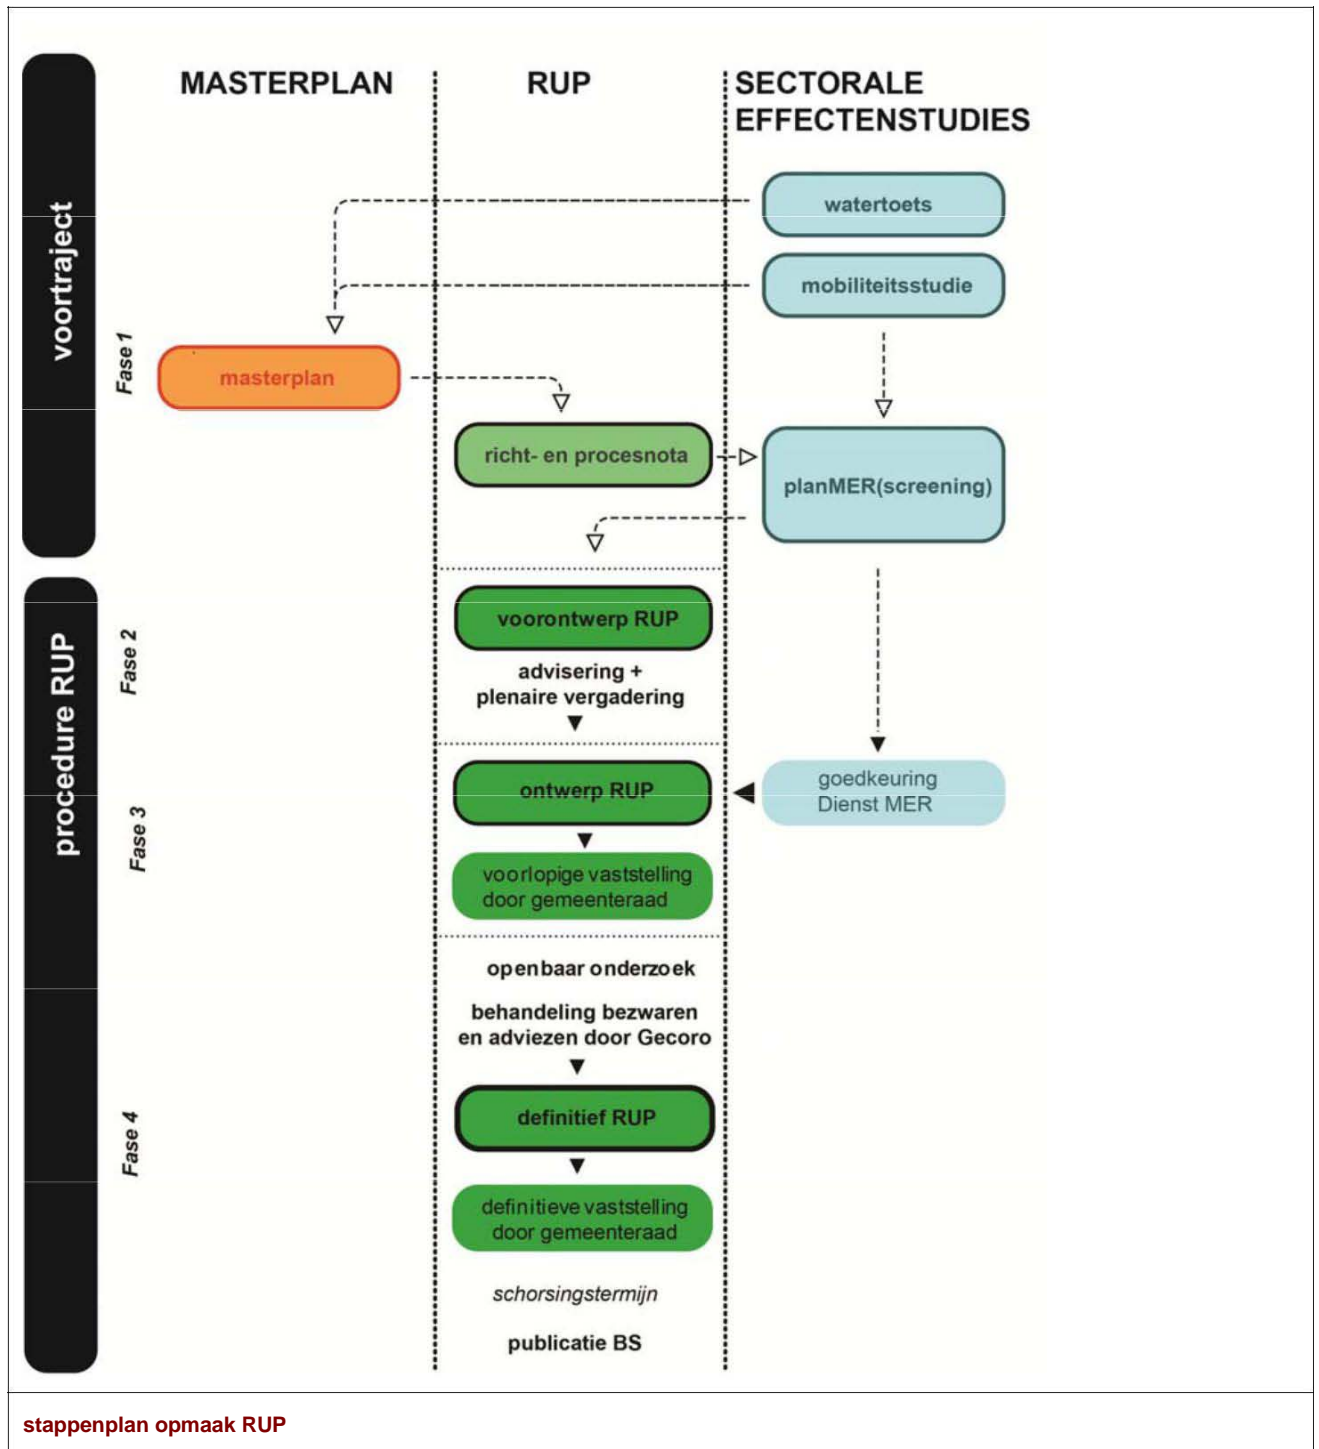 MASTERPLAN
RUP
SECTORALE
EFFECTENSTUDIES
voortraject
watertoets
mobiliteitsstudie
Fase 1
masterplan
richt- en procesnota
planMER(screening)
procedure RUP
Fase 2
voorontwerp RUP
advisering +
plenaire vergadering
Fase 3
ontwerp RUP
goedkeuring
Dienst MER
voorlopige vaststelling
door gemeenteraad
openbaar onderzoek
behandeling bezwaren
en adviezen door Gecoro
Fase 4
definitief RUP
definitieve vaststelling
door gemeenteraad
schorsingstermijn
publicatie BS
stappenplan opmaak RUP